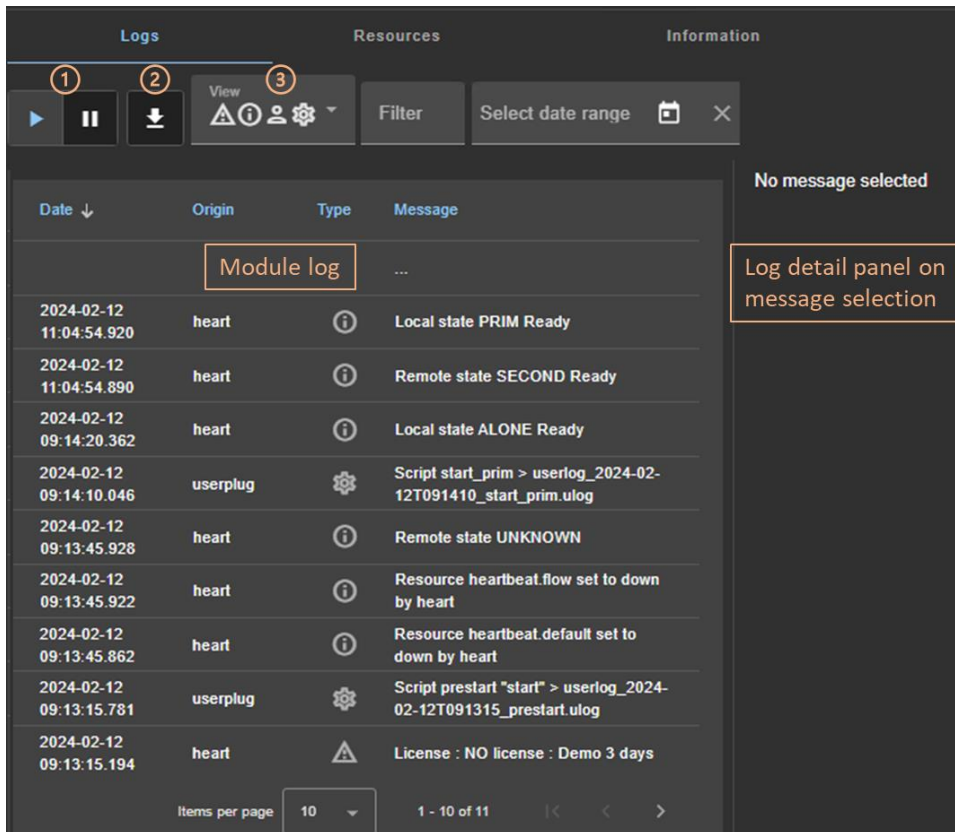 Logs Resources Information
1 2 3
View
Filter Select date range
No message selected
Date Origin Type Message
Module log ...
Log detail panel on
message selection
2024-02-12
11:04:54.920 heart Local state PRIM Ready
2024-02-12
11:04:54.890 heart Remote state SECOND Ready
2024-02-12
09:14:20.362 heart Local state ALONE Ready
2024-02-12
09:14:10.046 userplug Script start_prim > userlog_2024-02-
12T091410_start_prim.ulog
2024-02-12
09:13:45.928 heart Remote state UNKNOWN
2024-02-12
09:13:45.922 heart Resource heartbeat.flow set to down
by heart
2024-02-12
09:13:45.862 heart Resource heartbeat.default set to
down by heart
2024-02-12
09:13:15.781 userplug Script prestart "start" > userlog_2024-
02-12T091315_prestart.ulog
2024-02-12
09:13:15.194 heart License : NO license : Demo 3 days
Items per page 10 1 - 10 of 11